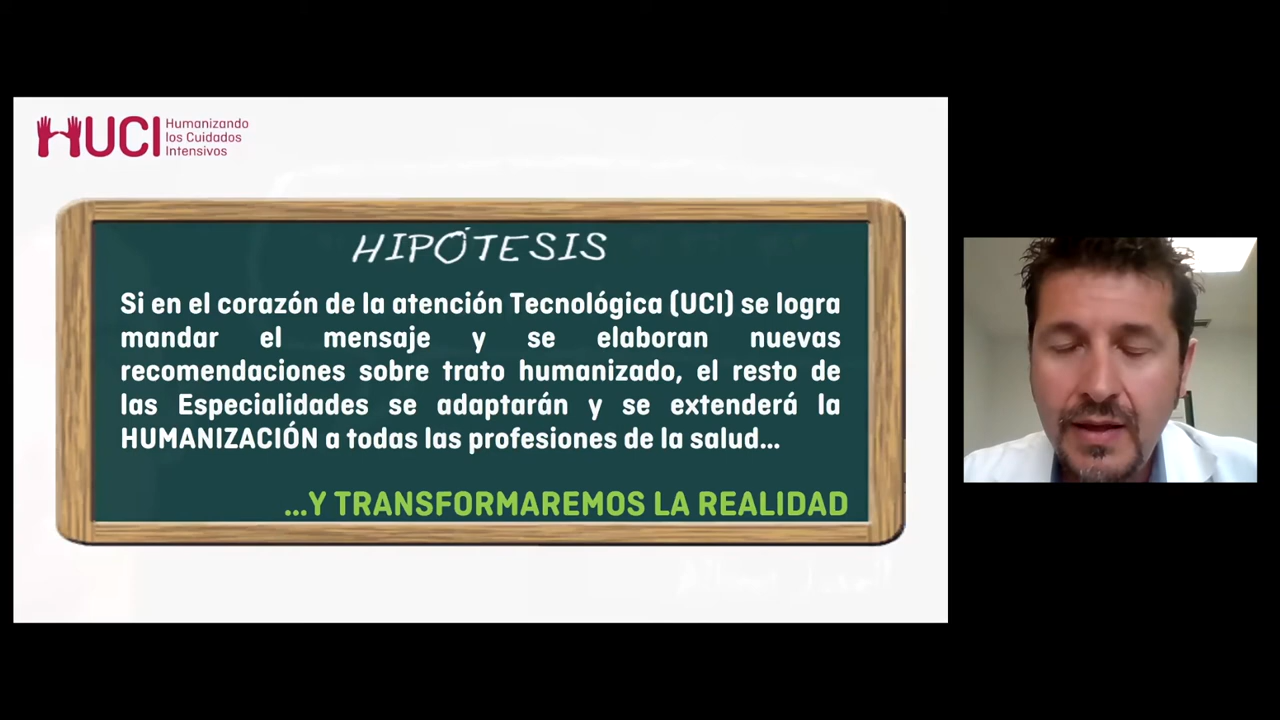 HUCI
Humanizando
los Cuidados
Intensivos
HIPÓTESIS
Si en el corazón de la atención Tecnológica (UCI) se logra
mandar el mensaje y se elaboran nuevas
recomendaciones sobre trato humanizado, el resto de
las Especialidades se adaptarán y se extenderá la
HUMANIZACIÓN a todas las profesiones de la salud...
...Y TRANSFORMAREMOS LA REALIDAD